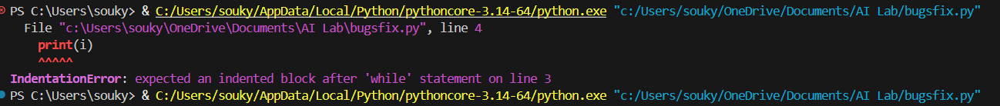 PS C:\Users\souky> & C:/Users/souky/AppData/Local/Python/pythoncore-3.14-64/python.exe "c:/Users/souky/OneDrive/Documents/AI Lab/bugsfix.py"
  File "c:\Users\souky\OneDrive\Documents\AI Lab\bugsfix.py", line 4
    print(i)
    ^^^^^
IndentationError: expected an indented block after 'while' statement on line 3
PS C:\Users\souky> & C:/Users/souky/AppData/Local/Python/pythoncore-3.14-64/python.exe "c:/Users/souky/OneDrive/Documents/AI Lab/bugsfix.py"